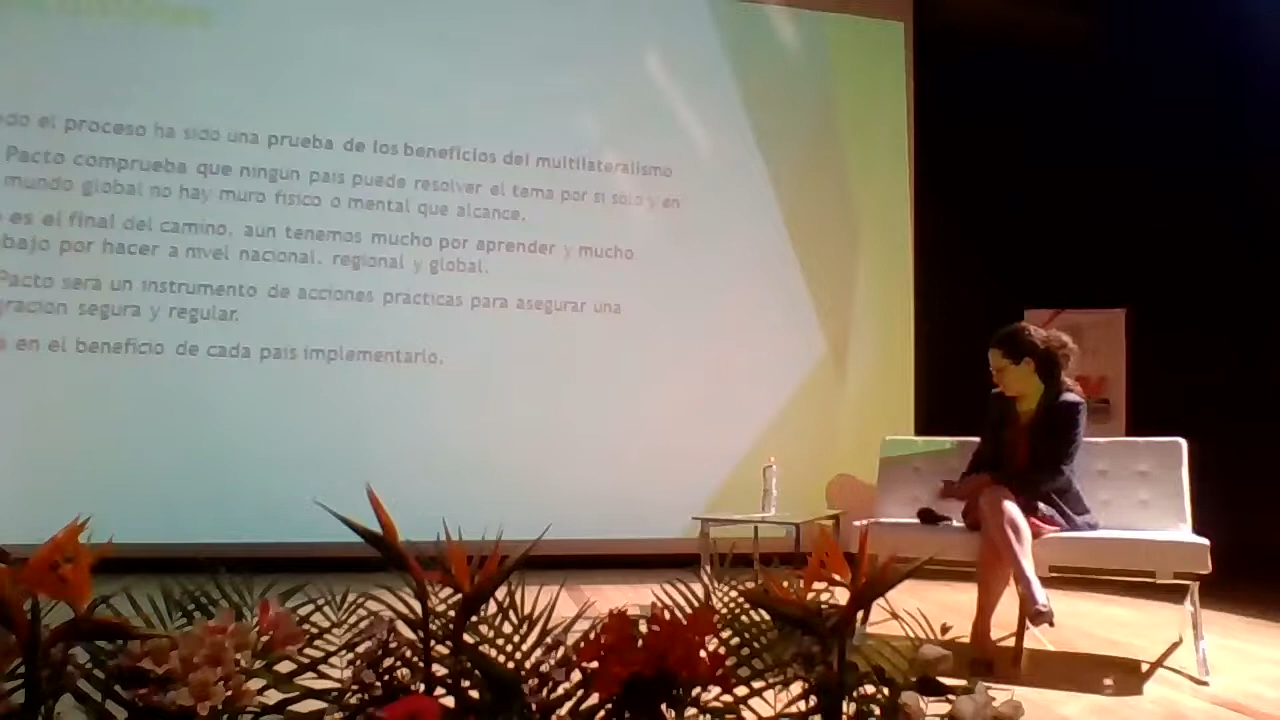 el proceso ha sido una prueba de los beneficios del multilateralismo
Pacto comprueba que ningun pais puede resolver el tema por si solo y en
mundo global no hay muro fisico o mental que alcance.
es el final del camino, aun tenemos mucho por aprender y mucho
bajo por hacer a nivel nacional, regional y global.
Pacto sera un instrumento de acciones practicas para asegurar una
gracion segura y regular.
en el beneficio de cada pais implementarlo.